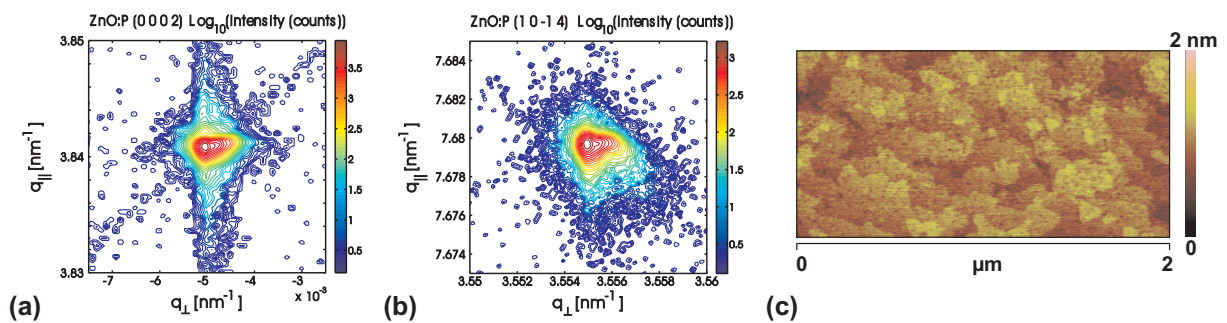 ZnO:P (0 0 0 2) Log10(Intensity (counts))
3.85
3.84
3.83
q|| [nm-1]
-7 -6 -5 -4 -3
x 10-3
q⊥ [nm-1]
3.5
3
2.5
2
1.5
1
0.5
(a)
ZnO:P (1 0 -1 4) Log10(Intensity (counts))
7.684
7.682
7.68
7.678
7.676
7.673
q|| [nm-1]
3.55 3.553 3.556 3.558 3.56
q⊥ [nm-1]
3
2.5
2
1.5
1
0.5
(b)
2 nm
0
0 µm 2
(c)